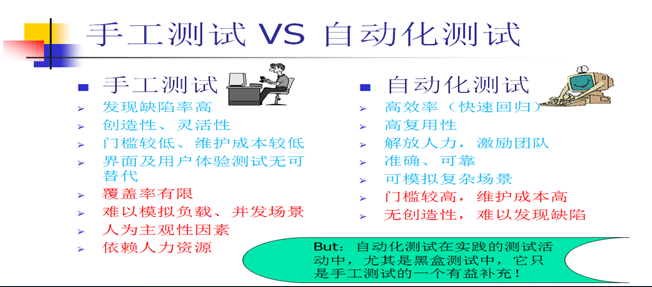 手工测试 VS 自动化测试
手工测试
发现缺陷率高
创造性、灵活性
门槛较低、维护成本较低
界面及用户体验测试无可
替代
覆盖率有限
难以模拟负载、并发场景
人为主观性因素
依赖人力资源
自动化测试
高效率（快速回归）
高复用性
解放人力，激励团队
准确、可靠
可模拟复杂场景
门槛较高，维护成本高
无创造性，难以发现缺陷
But：自动化测试在实践的测试活
动中，尤其是黑盒测试中，它只
是手工测试的一个有益补充！